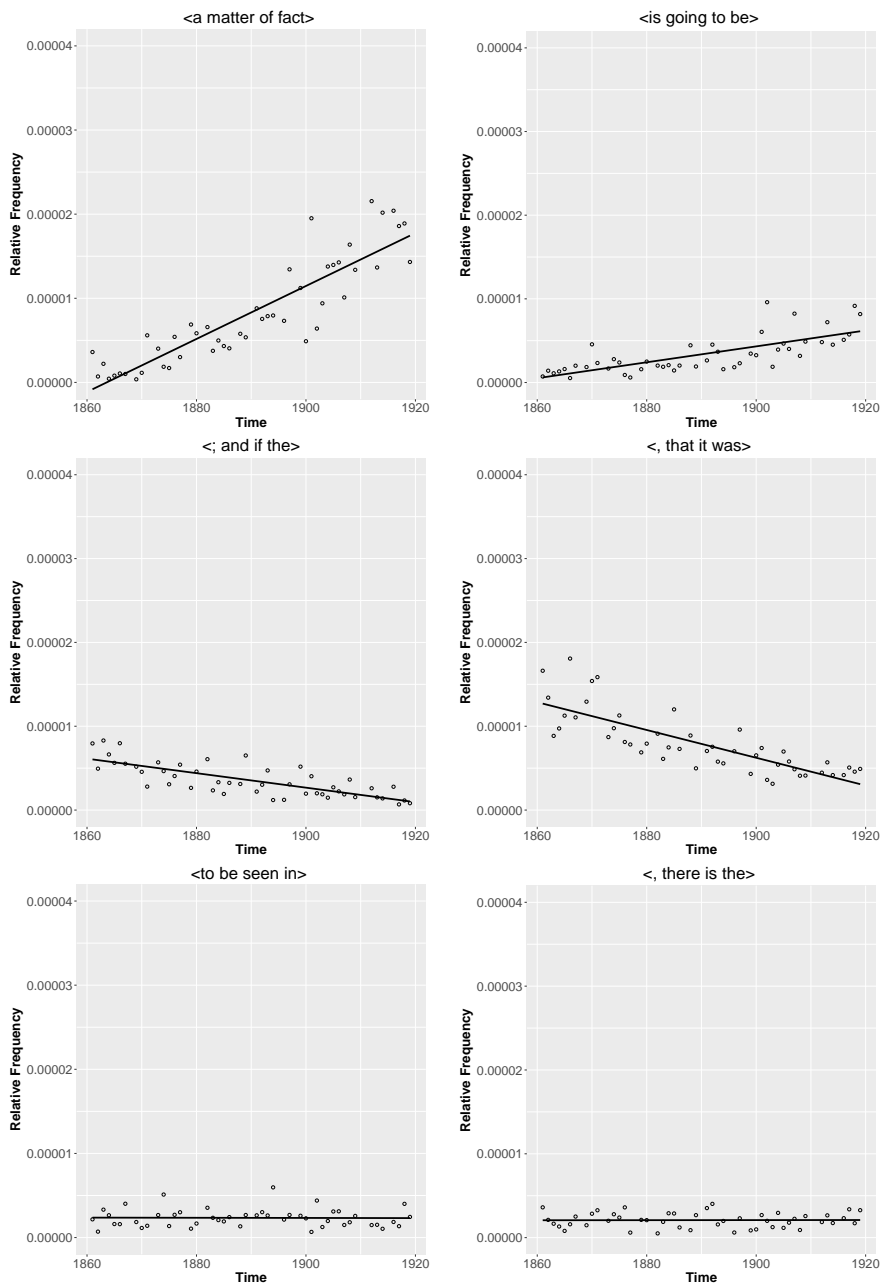 <a matter of fact>
0.00004
0.00003
0.00002
0.00001
0.00000
Relative Frequency
1860 1880 1900 1920
Time
<is going to be>
0.00004
0.00003
0.00002
0.00001
0.00000
Relative Frequency
1860 1880 1900 1920
Time
<; and if the>
0.00004
0.00003
0.00002
0.00001
0.00000
Relative Frequency
1860 1880 1900 1920
Time
<, that it was>
0.00004
0.00003
0.00002
0.00001
0.00000
Relative Frequency
1860 1880 1900 1920
Time
<to be seen in>
0.00004
0.00003
0.00002
0.00001
0.00000
Relative Frequency
1860 1880 1900 1920
Time
<, there is the>
0.00004
0.00003
0.00002
0.00001
0.00000
Relative Frequency
1860 1880 1900 1920
Time